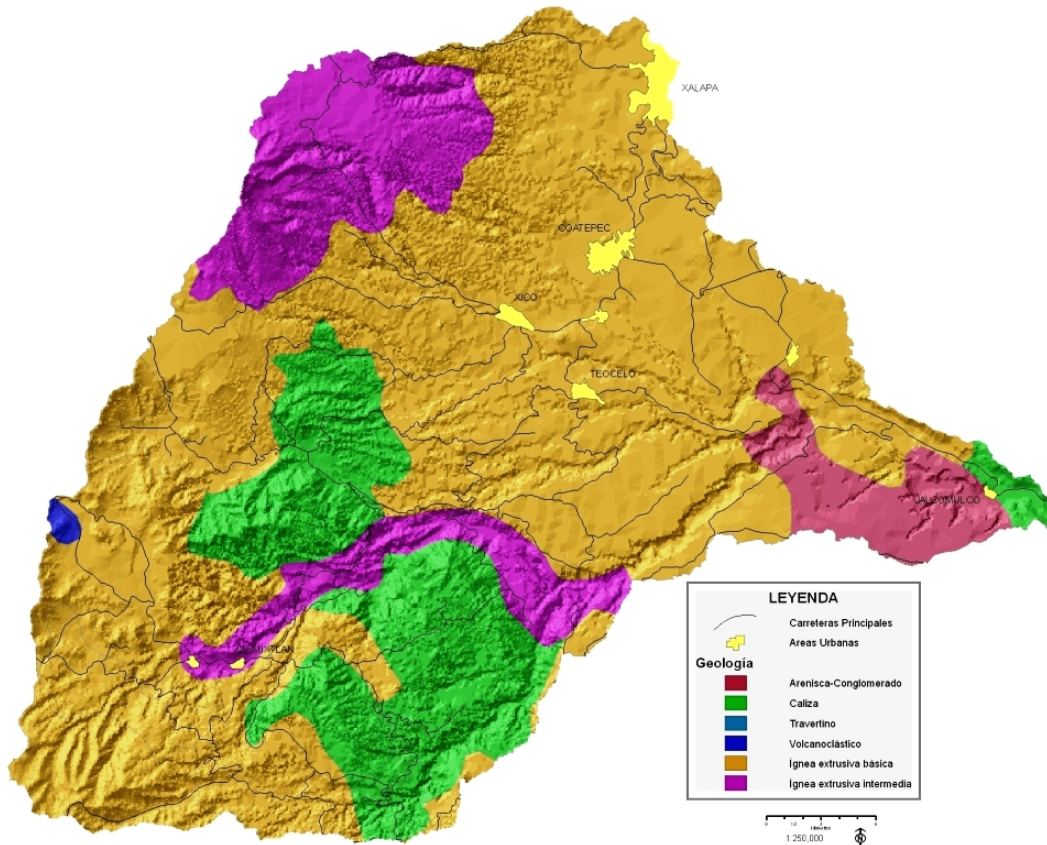 XALAPA
COATEPEC
XICO
TEOCELO
JALCOMULCO
LEYENDA
Carreteras Principales
Areas Urbanas
Geología
Arenisca-Conglomerado
Caliza
Travertino
Volcanoclástico
Ígnea extrusiva básica
Ígnea extrusiva intermedia
1:250,000